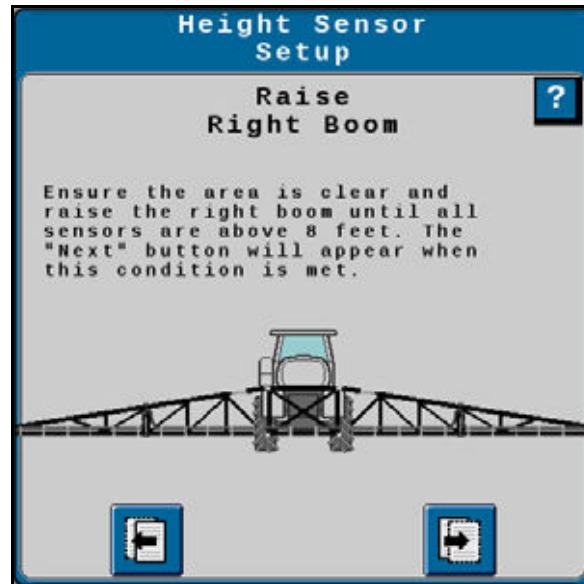 Height Sensor
Setup
Raise
Right Boom
?
Ensure the area is clear and
raise the right boom until all
sensors are above 8 feet. The
"Next" button will appear when
this condition is met.